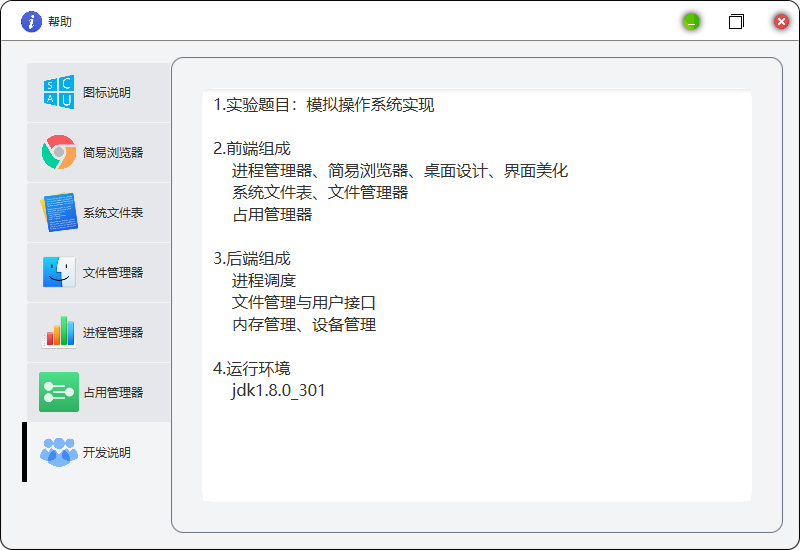 帮助
图标说明
简易浏览器
系统文件表
文件管理器
进程管理器
占用管理器
开发说明
1.实验题目：模拟操作系统实现
2.前端组成
进程管理器、简易浏览器、桌面设计、界面美化
系统文件表、文件管理器
占用管理器
3.后端组成
进程调度
文件管理与用户接口
内存管理、设备管理
4.运行环境
jdk1.8.0_301
S C
A U